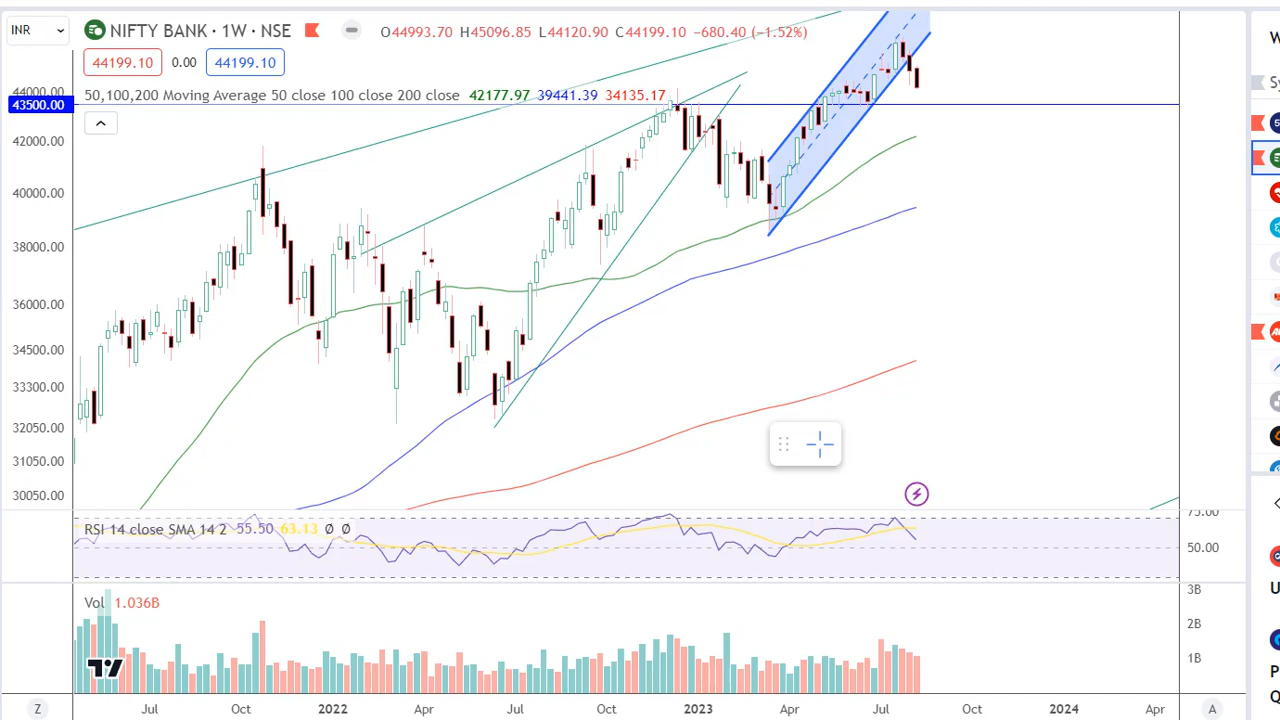 INR
NIFTY BANK · 1W · NSE
O44993.70 H45096.85 L44120.90 C44199.10 −680.40 (−1.52%)
44199.10 0.00 44199.10
50,100,200 Moving Average 50 close 100 close 200 close 42177.97 39441.39 34135.17
44000.00
43500.00
42000.00
40000.00
38000.00
36000.00
34500.00
33300.00
32050.00
31050.00
30050.00
RSI 14 close SMA 14 2 55.50 63.13 Ø Ø
75.00
50.00
Vol 1.036B
3B
2B
1B
Z Jul Oct 2022 Apr Jul Oct 2023 Apr Jul Oct 2024 Apr A
W
Sy
U
P
Q